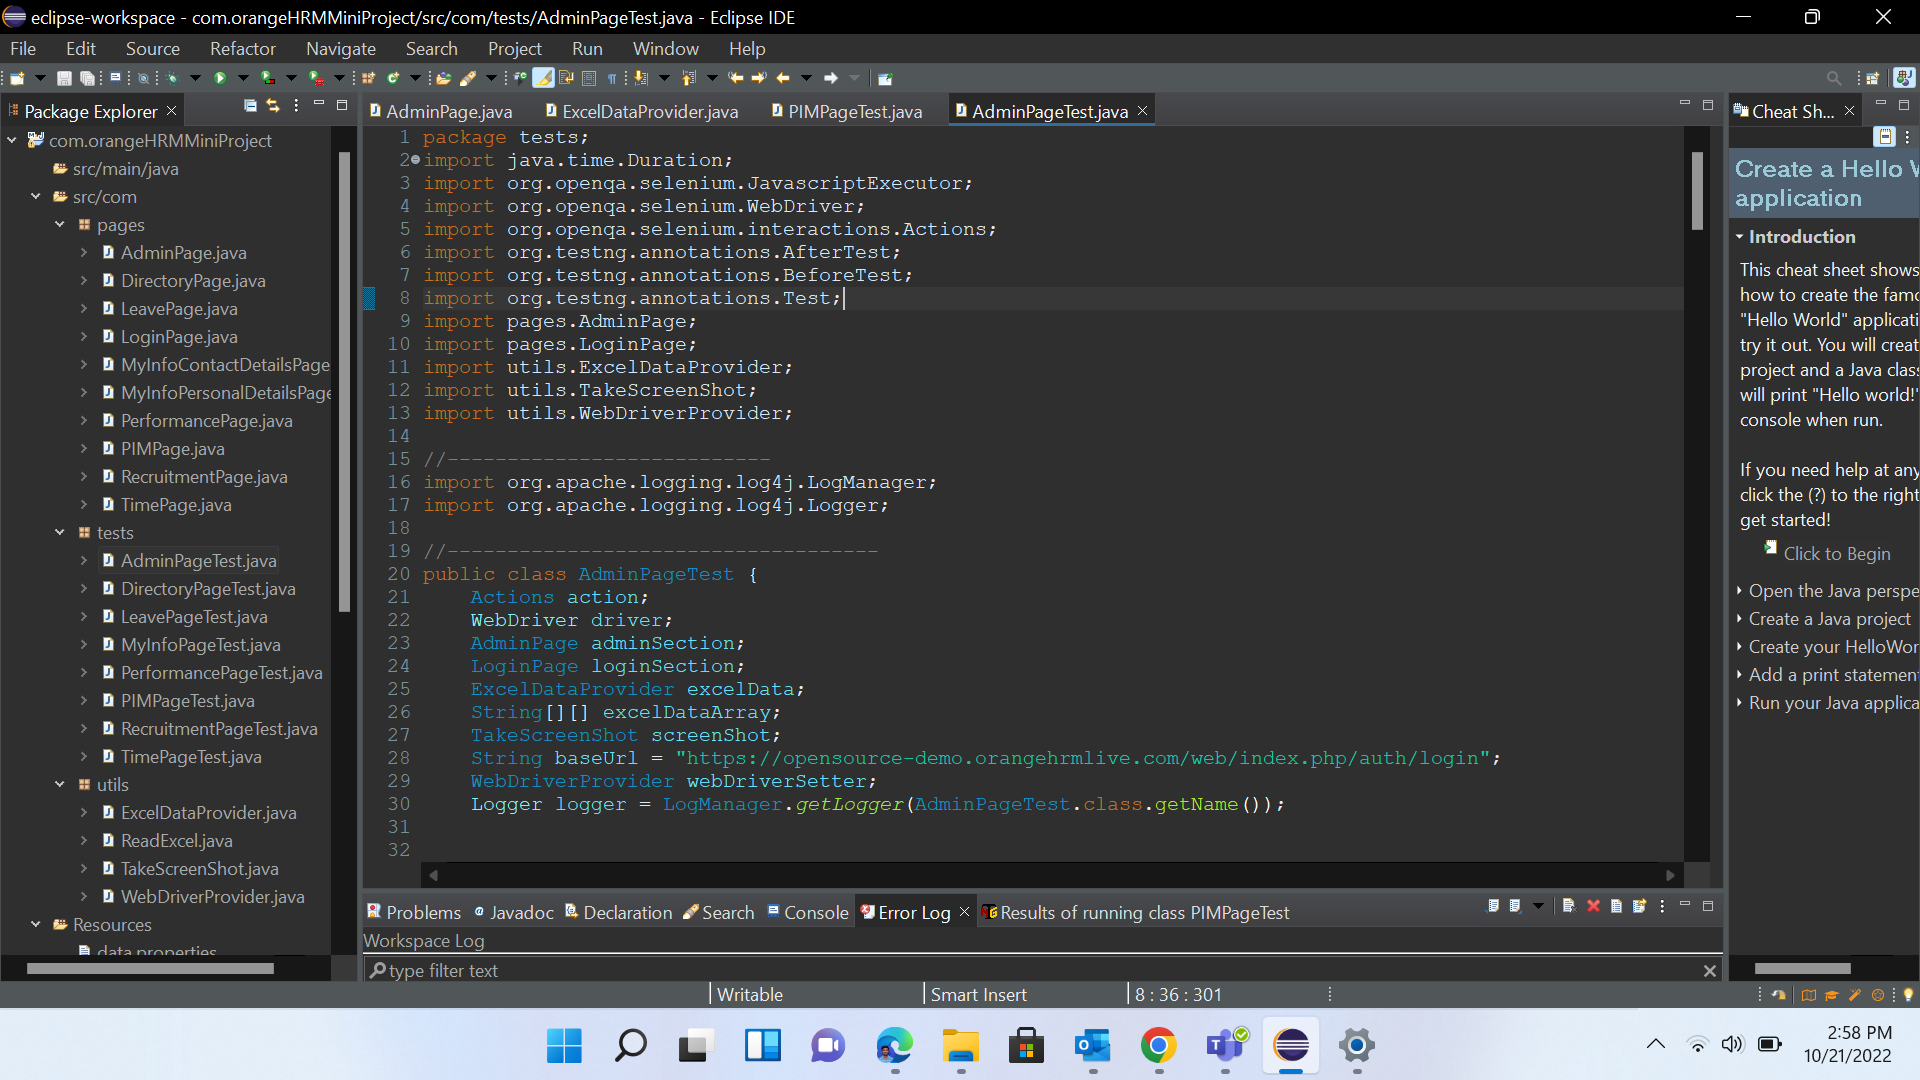 eclipse-workspace - com.orangeHRMMiniProject/src/com/tests/AdminPageTest.java - Eclipse IDE
File Edit Source Refactor Navigate Search Project Run Window Help
Package Explorer
com.orangeHRMMiniProject
src/main/java
src/com
pages
AdminPage.java
DirectoryPage.java
LeavePage.java
LoginPage.java
MyInfoContactDetailsPage
MyInfoPersonalDetailsPage
PerformancePage.java
PIMPage.java
RecruitmentPage.java
TimePage.java
tests
AdminPageTest.java
DirectoryPageTest.java
LeavePageTest.java
MyInfoPageTest.java
PerformancePageTest.java
PIMPageTest.java
RecruitmentPageTest.java
TimePageTest.java
utils
ExcelDataProvider.java
ReadExcel.java
TakeScreenShot.java
WebDriverProvider.java
Resources
data.properties
AdminPage.java ExcelDataProvider.java PIMPageTest.java AdminPageTest.java
1 package tests;
2 import java.time.Duration;
3 import org.openqa.selenium.JavascriptExecutor;
4 import org.openqa.selenium.WebDriver;
5 import org.openqa.selenium.interactions.Actions;
6 import org.testng.annotations.AfterTest;
7 import org.testng.annotations.BeforeTest;
8 import org.testng.annotations.Test;
9 import pages.AdminPage;
10 import pages.LoginPage;
11 import utils.ExcelDataProvider;
12 import utils.TakeScreenShot;
13 import utils.WebDriverProvider;
14
15 //---------------------------
16 import org.apache.logging.log4j.LogManager;
17 import org.apache.logging.log4j.Logger;
18
19 //------------------------------------
20 public class AdminPageTest {
21 Actions action;
22 WebDriver driver;
23 AdminPage adminSection;
24 LoginPage loginSection;
25 ExcelDataProvider excelData;
26 String[][] excelDataArray;
27 TakeScreenShot screenShot;
28 String baseUrl = "https://opensource-demo.orangehrmlive.com/web/index.php/auth/login";
29 WebDriverProvider webDriverSetter;
30 Logger logger = LogManager.getLogger(AdminPageTest.class.getName());
31
32
Problems Javadoc Declaration Search Console Error Log Results of running class PIMPageTest
Workspace Log
type filter text
Writable Smart Insert 8 : 36 : 301
Cheat Sh...
Create a Hello W
application
Introduction
This cheat sheet shows
how to create the famo
"Hello World" applicati
try it out. You will creat
project and a Java class
will print "Hello world!"
console when run.
If you need help at any
click the (?) to the right
get started!
Click to Begin
Open the Java perspe
Create a Java project
Create your HelloWor
Add a print statement
Run your Java applica
2:58 PM
10/21/2022